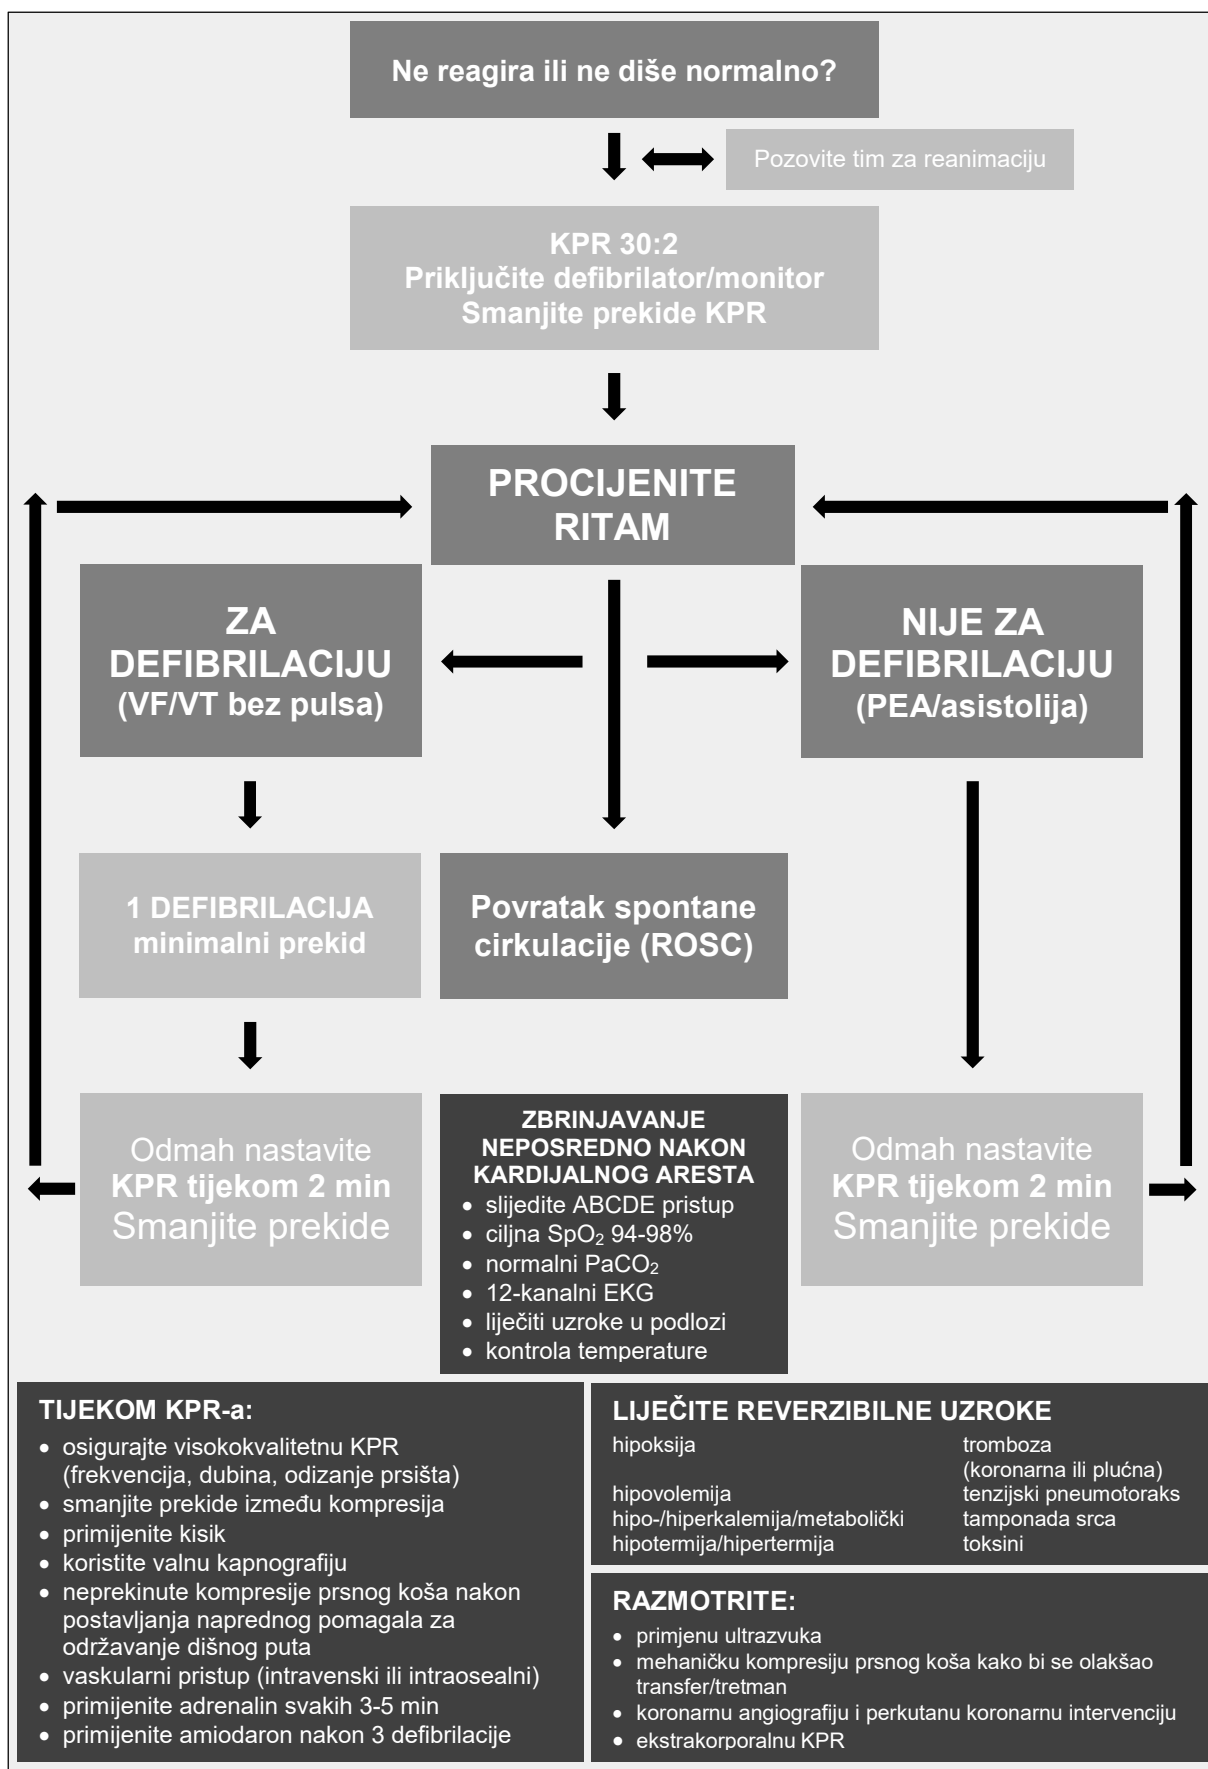 Ne reagira ili ne diše normalno?
Pozovite tim za reanimaciju
KPR 30:2
Priključite defibrilator/monitor
Smanjite prekide KPR
PROCIJENITE
RITAM
ZA
DEFIBRILACIJU
(VF/VT bez pulsa)
NIJE ZA
DEFIBRILACIJU
(PEA/asistolija)
1 DEFIBRILACIJA
minimalni prekid
Povratak spontane
cirkulacije (ROSC)
Odmah nastavite
KPR tijekom 2 min
Smanjite prekide
ZBRINJAVANJE
NEPOSREDNO NAKON
KARDIJALNOG ARESTA
• slijedite ABCDE pristup
• ciljna SpO₂ 94-98%
• normalni PaCO₂
• 12-kanalni EKG
• liječiti uzroke u podlozi
• kontrola temperature
Odmah nastavite
KPR tijekom 2 min
Smanjite prekide
TIJEKOM KPR-a:
• osigurajte visokokvalitetnu KPR
(frekvencija, dubina, odizanje prsišta)
• smanjite prekide između kompresija
• primijenite kisik
• koristite valnu kapnografiju
• neprekinute kompresije prsnog koša nakon
postavljanja naprednog pomagala za
održavanje dišnog puta
• vaskularni pristup (intravenski ili intraosealni)
• primijenite adrenalin svakih 3-5 min
• primijenite amiodaron nakon 3 defibrilacije
LIJEČITE REVERZIBILNE UZROKE
hipoksija
hipovolemija
hipo-/hiperkalemija/metabolički
hipotermija/hipertermija
tromboza
(koronarna ili plućna)
tenzijski pneumotoraks
tamponada srca
toksini
RAZMOTRITE:
• primjenu ultrazvuka
• mehaničku kompresiju prsnog koša kako bi se olakšao
transfer/tretman
• koronarnu angiografiju i perkutanu koronarnu intervenciju
• ekstrakorporalnu KPR